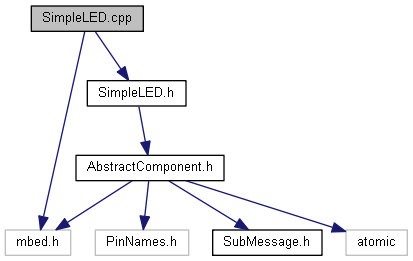 SimpleLED.cpp
SimpleLED.h
AbstractComponent.h
mbed.h
PinNames.h
SubMessage.h
atomic